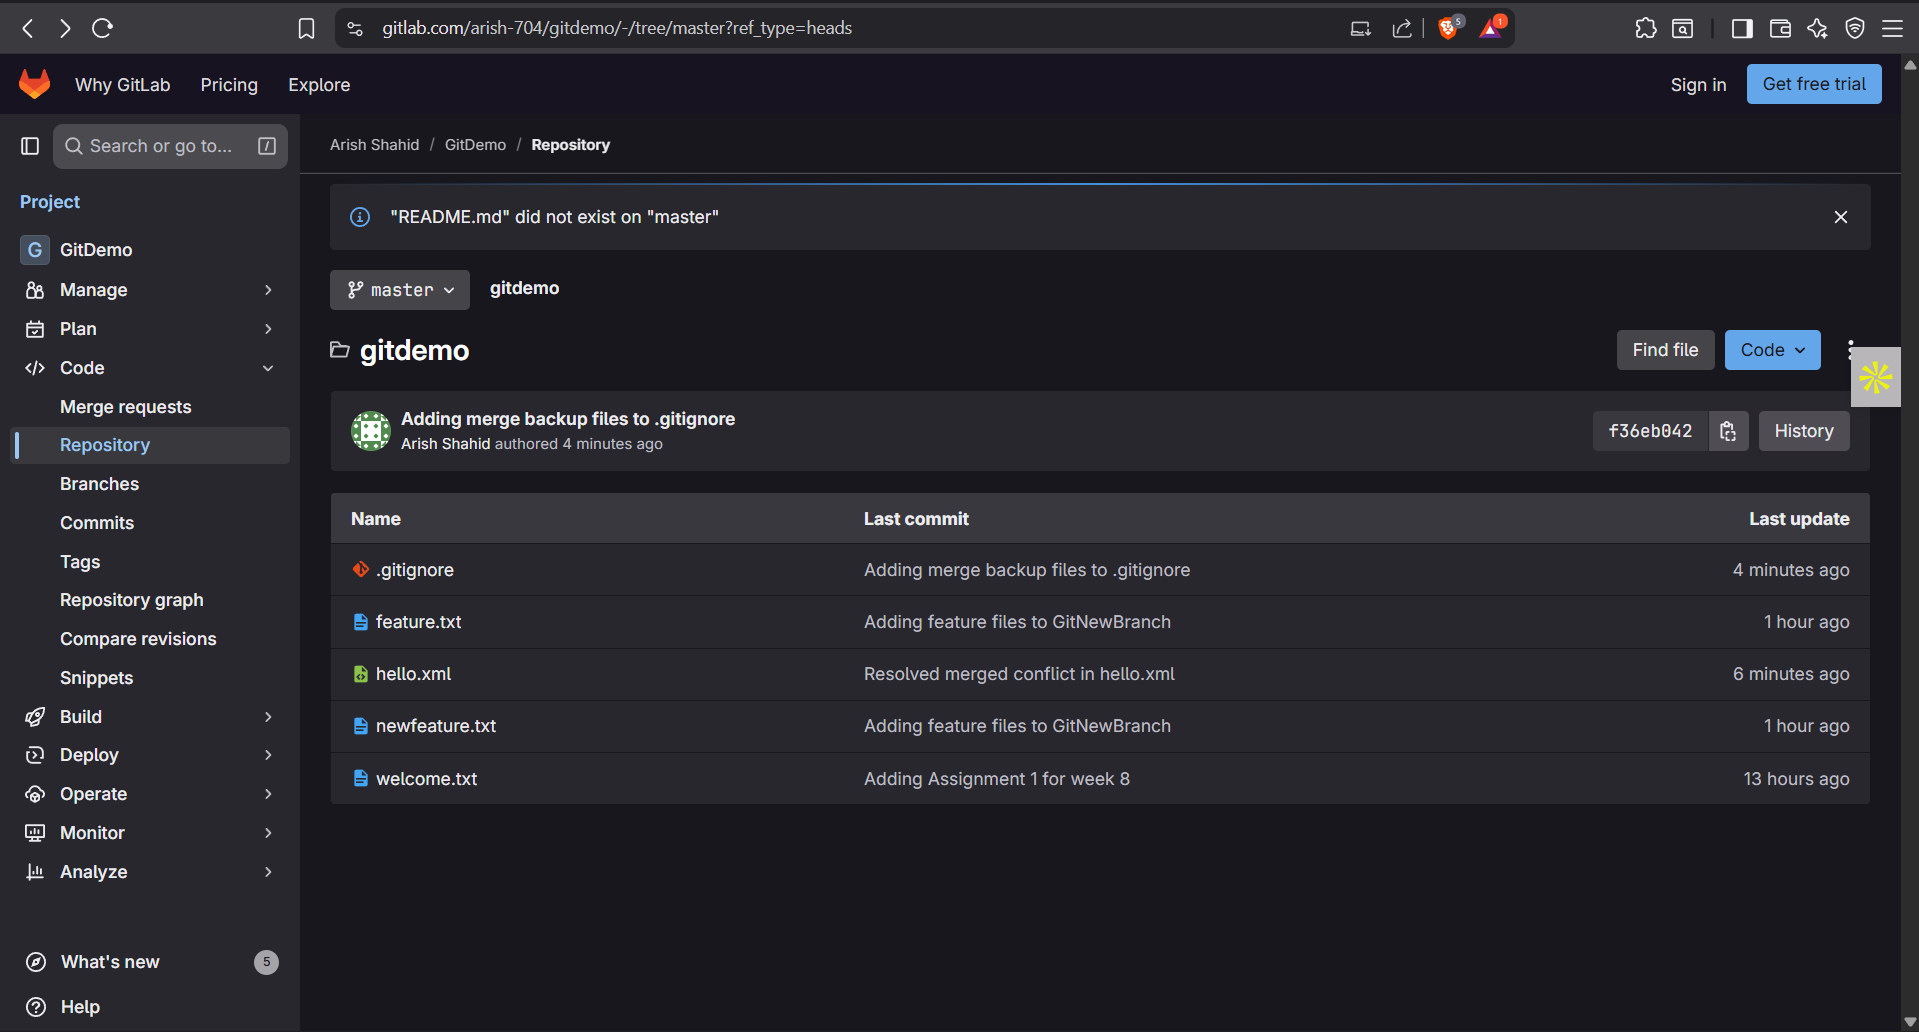 gitlab.com/arish-704/gitdemo/-/tree/master?ref_type=heads
5
1
Why GitLab
Pricing
Explore
Sign in
Get free trial
Search or go to...
/
Arish Shahid / GitDemo / Repository
Project
"README.md" did not exist on "master"
G GitDemo
Manage
Plan
Code
Merge requests
Repository
Branches
Commits
Tags
Repository graph
Compare revisions
Snippets
Build
Deploy
Operate
Monitor
Analyze
What's new
5
Help
master
gitdemo
gitdemo
Find file
Code
Adding merge backup files to .gitignore
Arish Shahid authored 4 minutes ago
f36eb042
History
Name Last commit Last update
.gitignore Adding merge backup files to .gitignore 4 minutes ago
feature.txt Adding feature files to GitNewBranch 1 hour ago
hello.xml Resolved merged conflict in hello.xml 6 minutes ago
newfeature.txt Adding feature files to GitNewBranch 1 hour ago
welcome.txt Adding Assignment 1 for week 8 13 hours ago